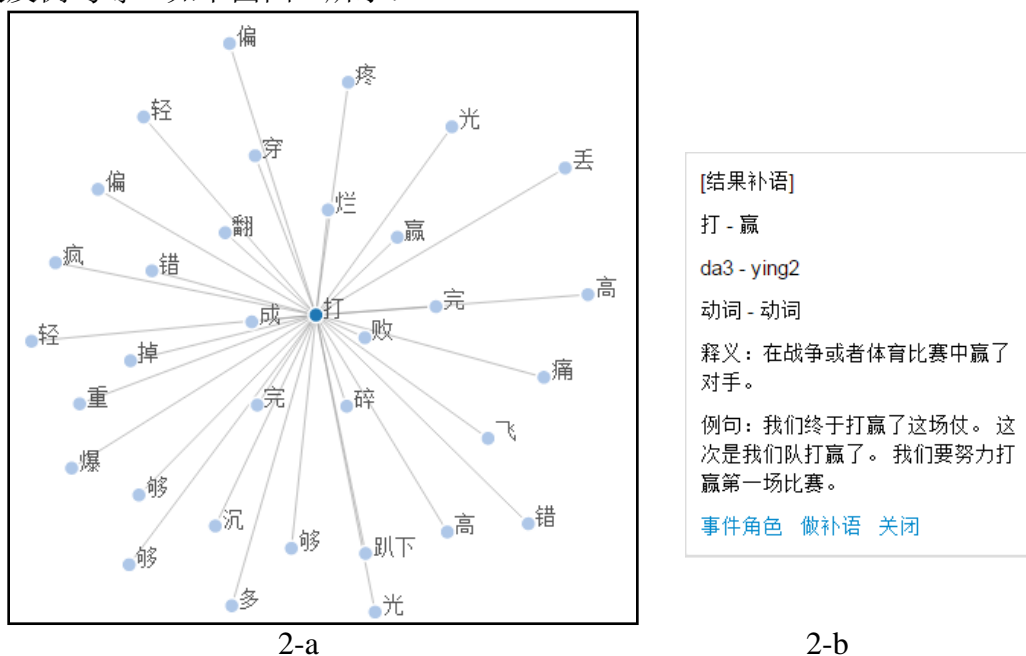 偏
疼
轻
光
穿
丢
偏
烂
翻
赢
疯
错
高
完
打
成
败
轻
掉
痛
重
完
碎
飞
爆
够
沉
高
错
够
够
趴下
多
光
2-a
[结果补语]
打 - 赢
da3 - ying2
动词 - 动词
释义：在战争或者体育比赛中赢了
对手。
例句：我们终于打赢了这场仗。 这
次是我们队打赢了。 我们要努力打
赢第一场比赛。
事件角色 做补语 关闭
2-b